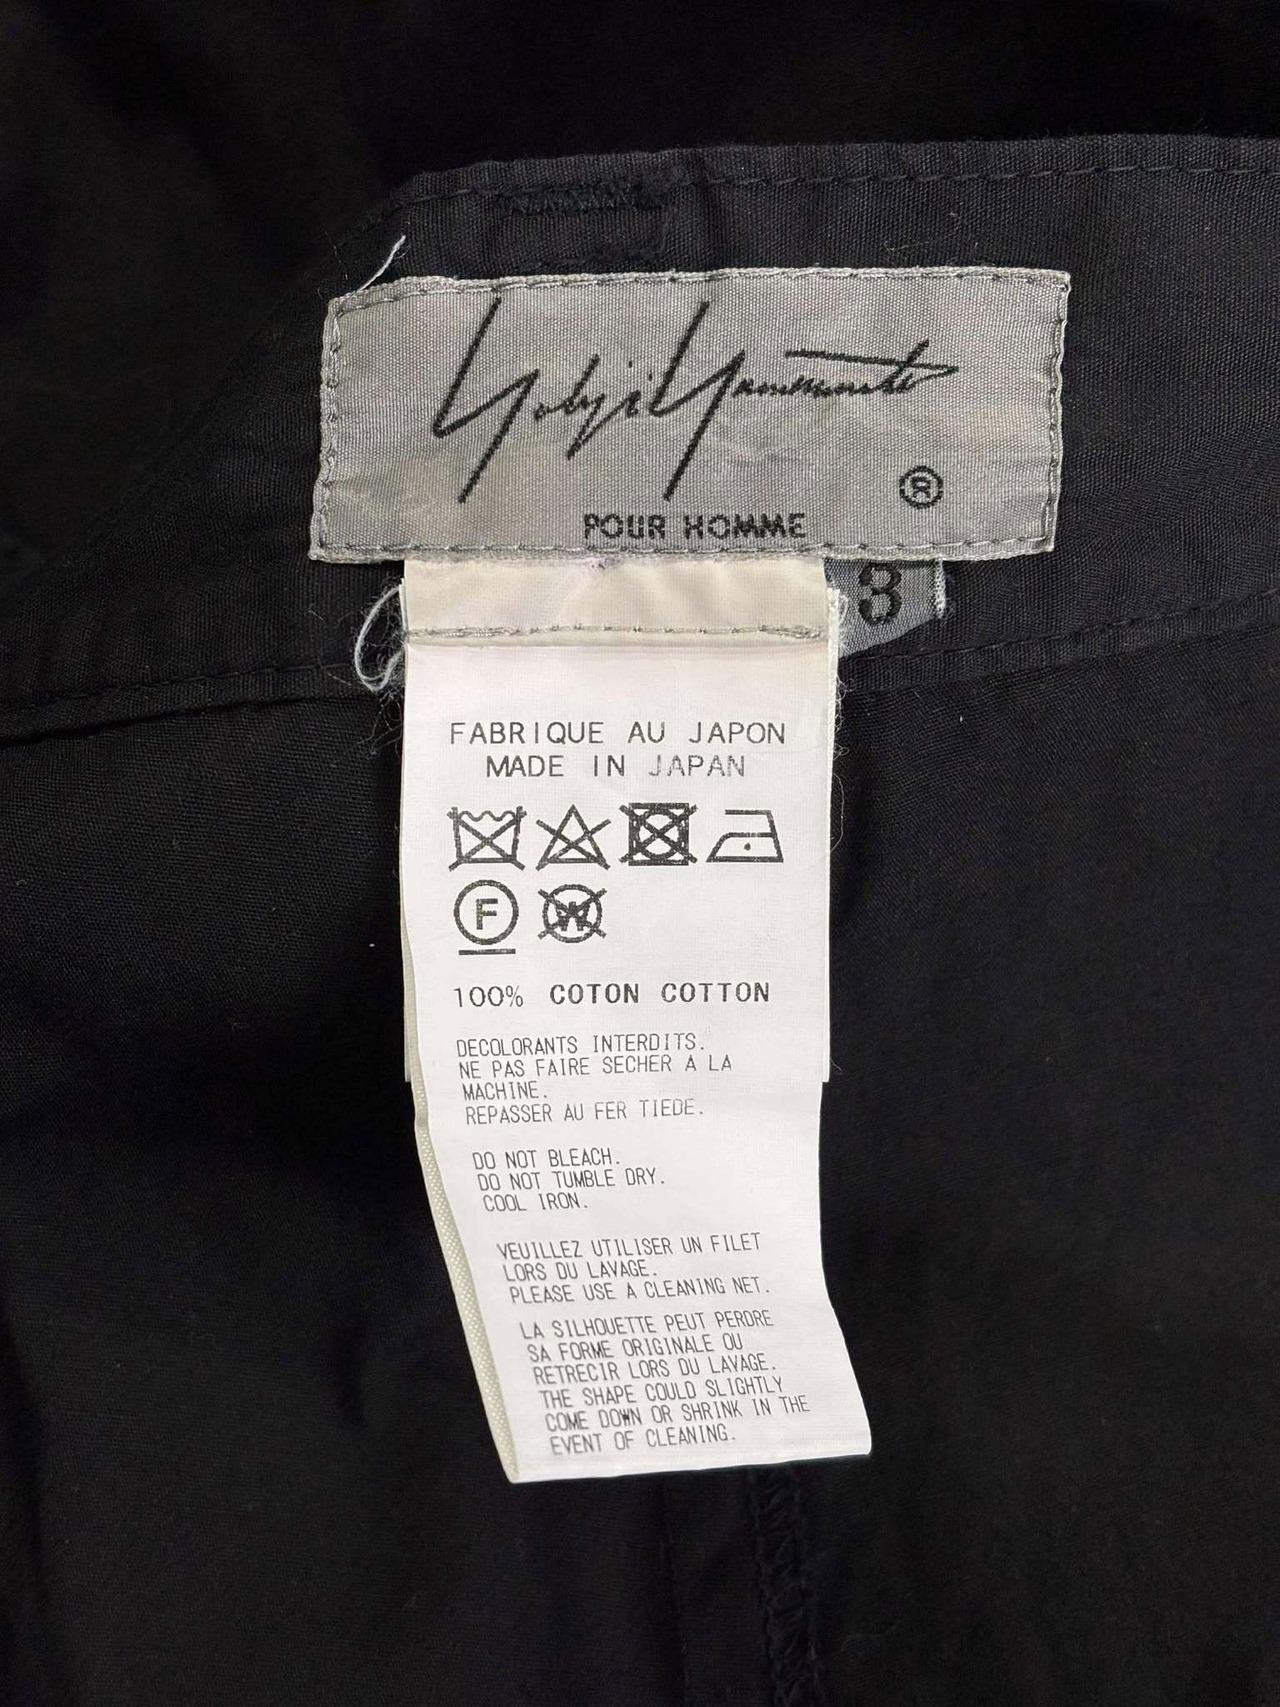 Yohji Yamamoto
®
POUR HOMME
3
FABRIQUE AU JAPON
MADE IN JAPAN
F W
100% COTON COTTON
DECOLORANTS INTERDITS.
NE PAS FAIRE SECHER A LA
MACHINE.
REPASSER AU FER TIEDE.
DO NOT BLEACH.
DO NOT TUMBLE DRY.
COOL IRON.
VEUILLEZ UTILISER UN FILET
LORS DU LAVAGE.
PLEASE USE A CLEANING NET.
LA SILHOUETTE PEUT PERDRE
SA FORME ORIGINALE OU
RETRECIR LORS DU LAVAGE.
THE SHAPE COULD SLIGHTLY
COME DOWN OR SHRINK IN THE
EVENT OF CLEANING.